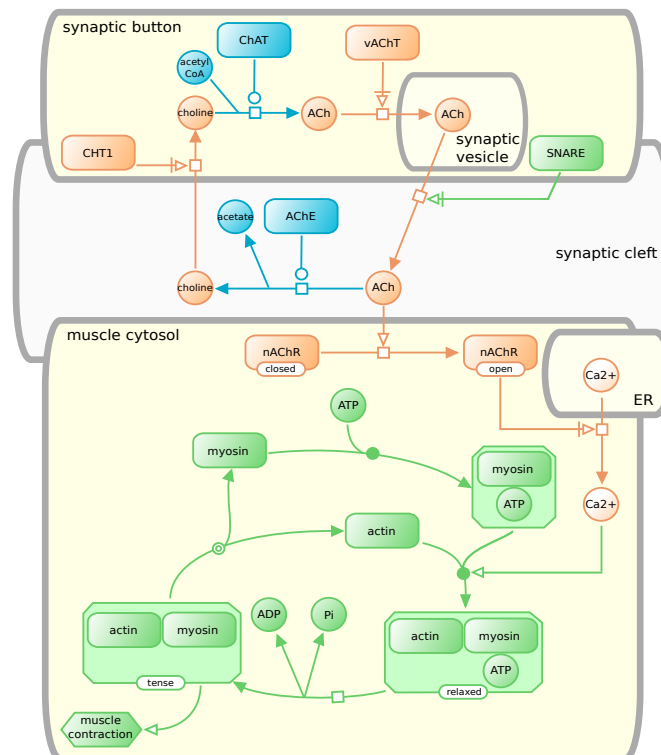 synaptic button
ChAT
vAChT
acetyl
CoA
choline
ACh
ACh
synaptic
vesicle
CHT1
SNARE
acetate
AChE
synaptic cleft
choline
ACh
muscle cytosol
nAChR
closed
nAChR
open
Ca2+
ER
ATP
myosin
myosin
ATP
Ca2+
actin
actin
myosin
tense
ADP
Pi
actin
myosin
ATP
relaxed
muscle
contraction